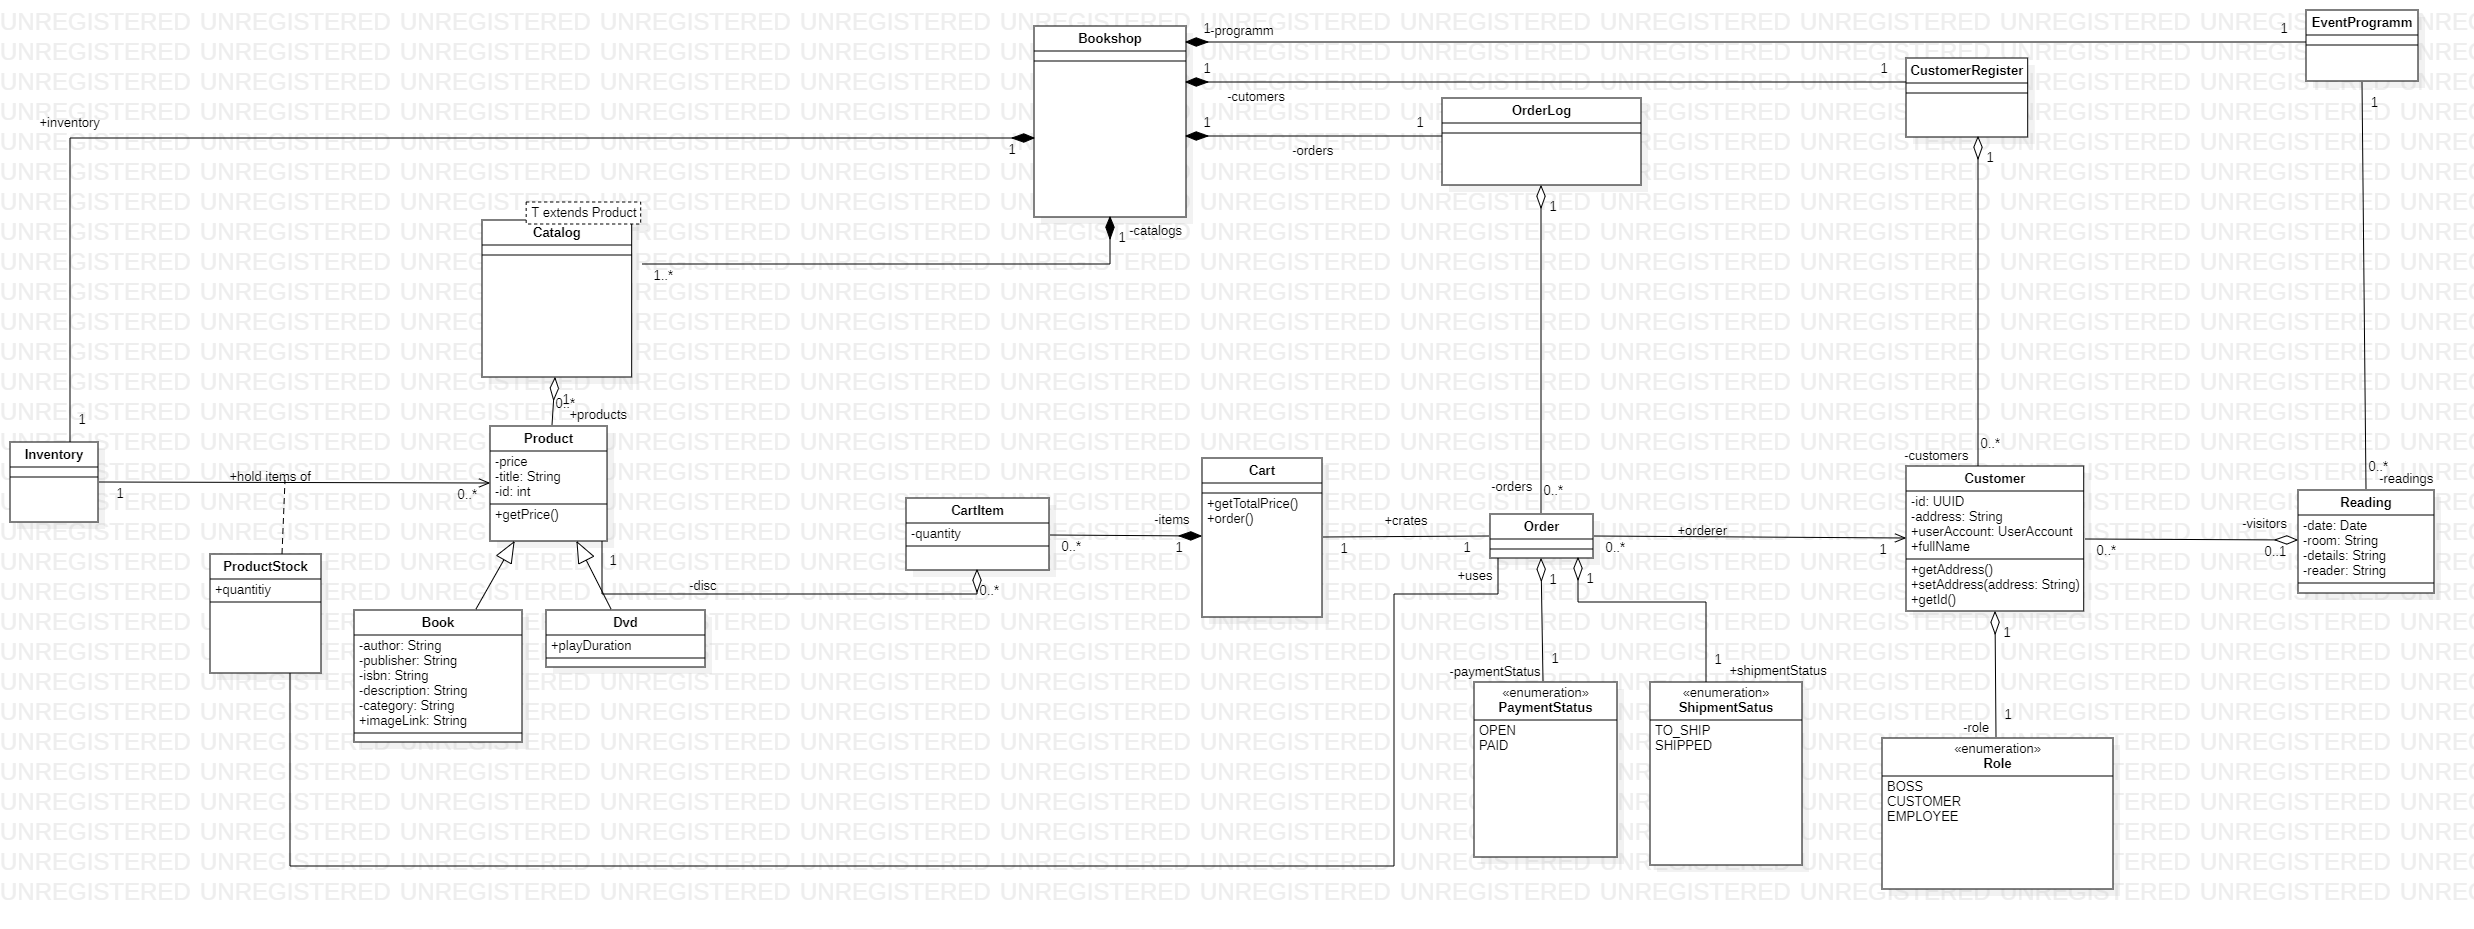 Bookshop
EventProgramm
CustomerRegister
OrderLog
1
-programm
1
1
1
-cutomers
1
1
-orders
+inventory
1
1
-catalogs
1..*
T extends Product
Catalog
1
0..*
+products
1
Inventory
1
+hold items of
0..*
Product
-price
-title: String
-id: int
+getPrice()
ProductStock
+quantitiy
Book
-author: String
-publisher: String
-isbn: String
-description: String
-category: String
+imageLink: String
Dvd
+playDuration
1
-disc
0..*
CartItem
-quantity
0..*
-items
1
Cart
+getTotalPrice()
+order()
1
+crates
1
1
-orders
0..*
Order
+uses
0..*
+orderer
1
1
1
-paymentStatus
1
1
+shipmentStatus
«enumeration»
PaymentStatus
OPEN
PAID
«enumeration»
ShipmentSatus
TO_SHIP
SHIPPED
1
0..*
-customers
Customer
-id: UUID
-address: String
+userAccount: UserAccount
+fullName
+getAddress()
+setAddress(address: String)
+getId()
1
1
-role
«enumeration»
Role
BOSS
CUSTOMER
EMPLOYEE
0..*
-visitors
0..1
1
0..*
-readings
Reading
-date: Date
-room: String
-details: String
-reader: String
UNREGISTERED